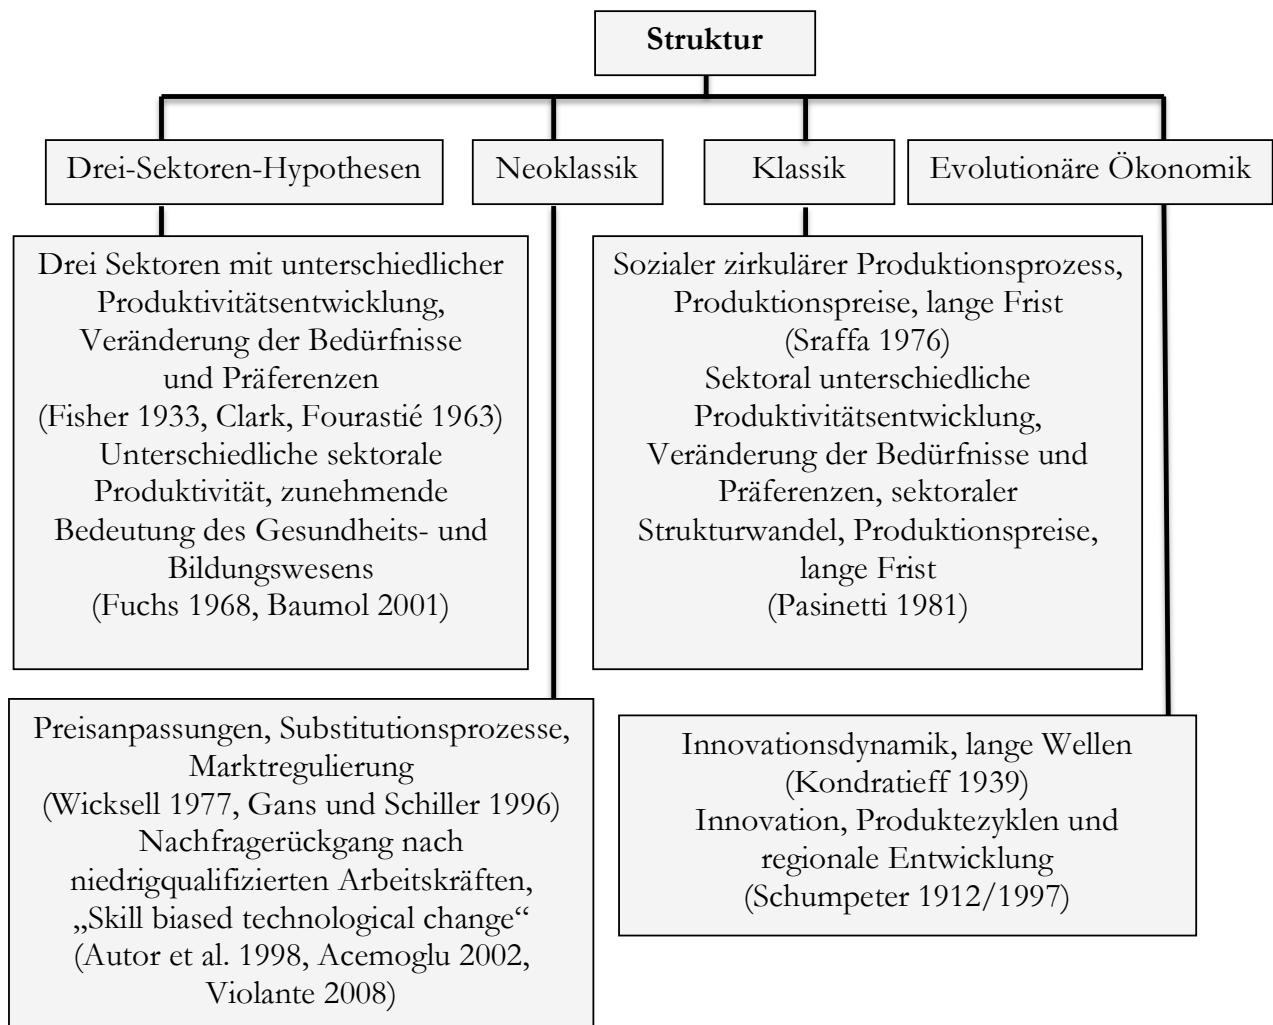 Struktur
Drei-Sektoren-Hypothesen
Neoklassik
Klassik
Evolutionäre Ökonomik
Drei Sektoren mit unterschiedlicher
Produktivitätsentwicklung,
Veränderung der Bedürfnisse
und Präferenzen
(Fisher 1933, Clark, Fourastié 1963)
Unterschiedliche sektorale
Produktivität, zunehmende
Bedeutung des Gesundheits- und
Bildungswesens
(Fuchs 1968, Baumol 2001)
Sozialer zirkulärer Produktionsprozess,
Produktionspreise, lange Frist
(Sraffa 1976)
Sektoral unterschiedliche
Produktivitätsentwicklung,
Veränderung der Bedürfnisse und
Präferenzen, sektoraler
Strukturwandel, Produktionspreise,
lange Frist
(Pasinetti 1981)
Preisanpassungen, Substitutionsprozesse,
Marktregulierung
(Wicksell 1977, Gans und Schiller 1996)
Nachfragerückgang nach
niedrigqualifizierten Arbeitskräften,
„Skill biased technological change“
(Autor et al. 1998, Acemoglu 2002,
Violante 2008)
Innovationsdynamik, lange Wellen
(Kondratieff 1939)
Innovation, Produktezyklen und
regionale Entwicklung
(Schumpeter 1912/1997)